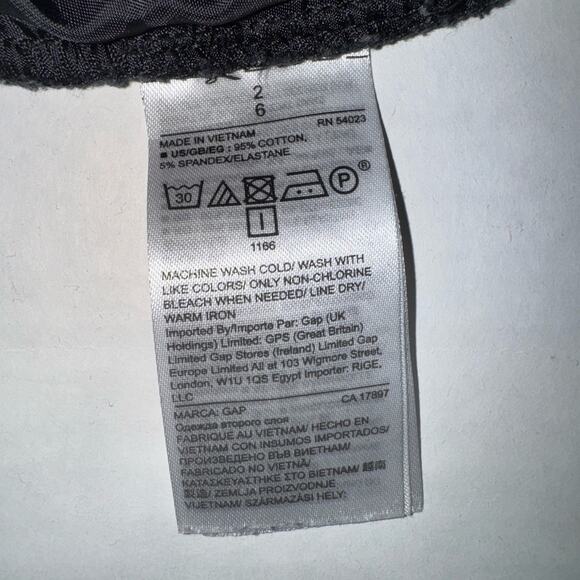 2
6
MADE IN VIETNAM RN 54023
■ US/GB/EG : 95% COTTON,
5% SPANDEX/ELASTANE
30 P ®
1166
MACHINE WASH COLD/ WASH WITH
LIKE COLORS/ ONLY NON-CHLORINE
BLEACH WHEN NEEDED/ LINE DRY/
WARM IRON
Imported By/Importe Par: Gap (UK
Holdings) Limited: GPS (Great Britain)
Limited Gap Stores (Ireland) Limited Gap
Europe Limited All at 103 Wigmore Street,
London, W1U 1QS Egypt Importer: RIGE,
LLC
MARCA: GAP CA 17897
Одежда второго слоя
FABRIQUÉ AU VIETNAM/ HECHO EN
VIETNAM CON INSUMOS IMPORTADOS/
ПРОИЗВЕДЕНО ВЪВ ВИЕТНАМ/
FABRICADO NO VIETNÃ/
ΚΑΤΑΣΚΕΥΑΣΤΗΚΕ ΣΤΟ ΒΙΕΤΝΑΜ/ 越南
製造/ ZEMLJA PROIZVODNJE:
VIJETNAM/ SZÁRMAZÁSI HELY: